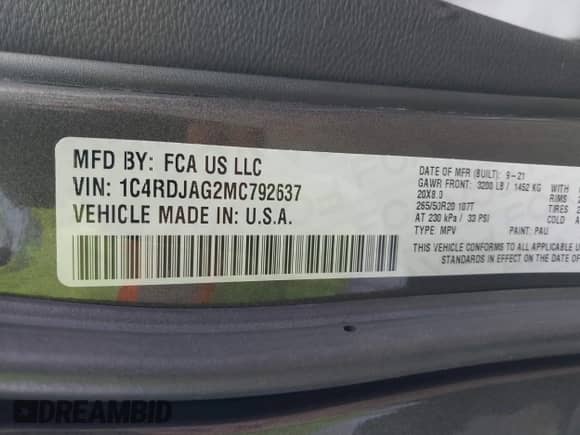 MFD BY: FCA US LLC
VIN: 1C4RDJAG2MC792637
VEHICLE MADE IN: U.S.A.
DATE OF MFR (BUILT): 9-21
GAWR FRONT: 3200 LB / 1452 KG WITH
20X8.0 RIMS
265/50R20 107T TIRES
AT 230 kPa / 33 PSI COLD
TYPE: MPV PAINT: PAU
THIS VEHICLE CONFORMS TO ALL APPLICABLE
STANDARDS IN EFFECT ON THE DATE OF
DREAMBID